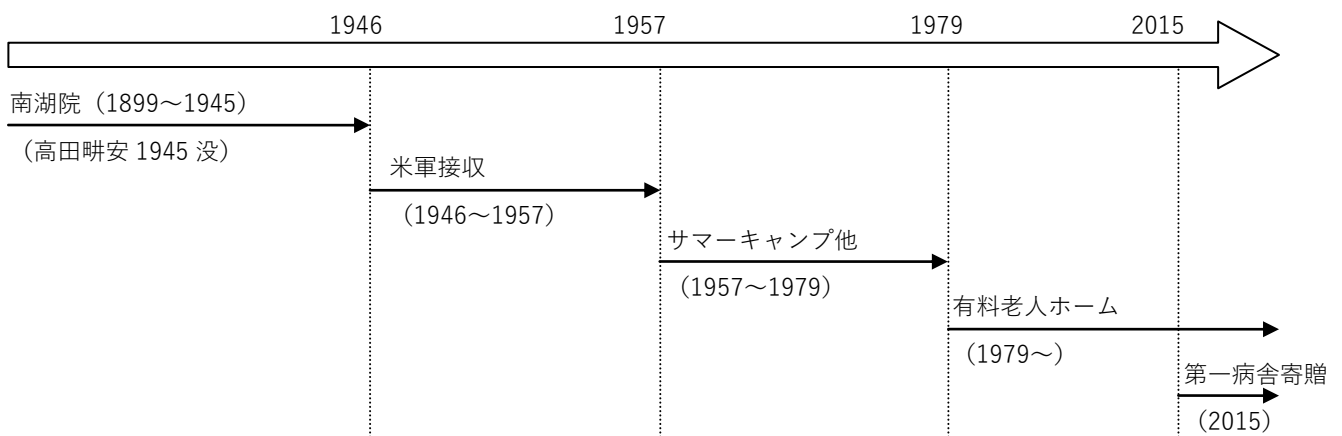 1946 1957 1979 2015
南湖院（1899～1945）
（高田畊安 1945 没）
米軍接収
（1946～1957）
サマーキャンプ他
（1957～1979）
有料老人ホーム
（1979～）
第一病舎寄贈
（2015）